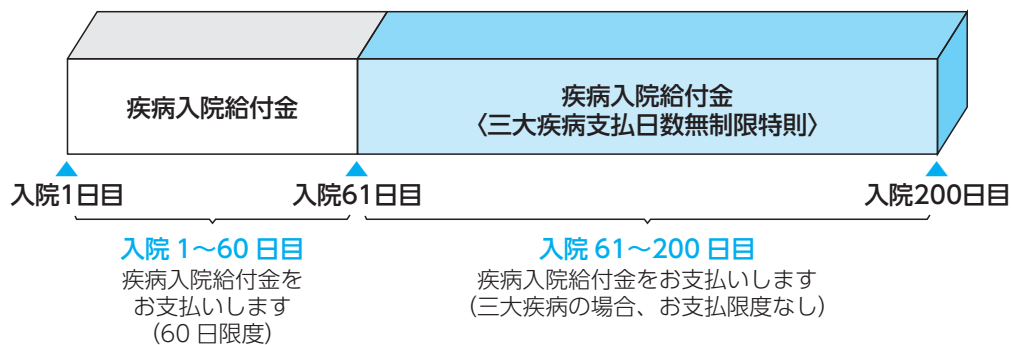 疾病入院給付金
疾病入院給付金
〈三大疾病支払日数無制限特則〉
入院1日目
入院61日目
入院200日目
入院 1～60 日目
疾病入院給付金を
お支払いします
（60 日限度）
入院 61～200 日目
疾病入院給付金をお支払いします
（三大疾病の場合、お支払限度なし）